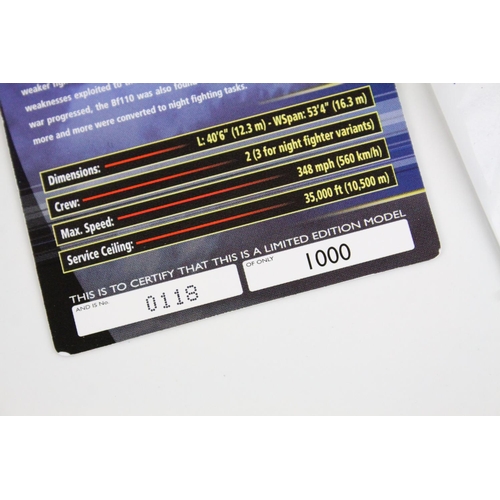 weaker
weaknesses exploited to
war progressed, the Bf110 was also found
more and more were converted to night fighting tasks.
Dimensions: L: 40'6" (12.3 m) - WSpan: 53'4" (16.3 m)
Crew: 2 (3 for night fighter variants)
Max. Speed: 348 mph (560 km/h)
Service Ceiling: 35,000 ft (10,500 m)
THIS IS TO CERTIFY THAT THIS IS A LIMITED EDITION MODEL
AND IS No. 0118 OF ONLY 1000